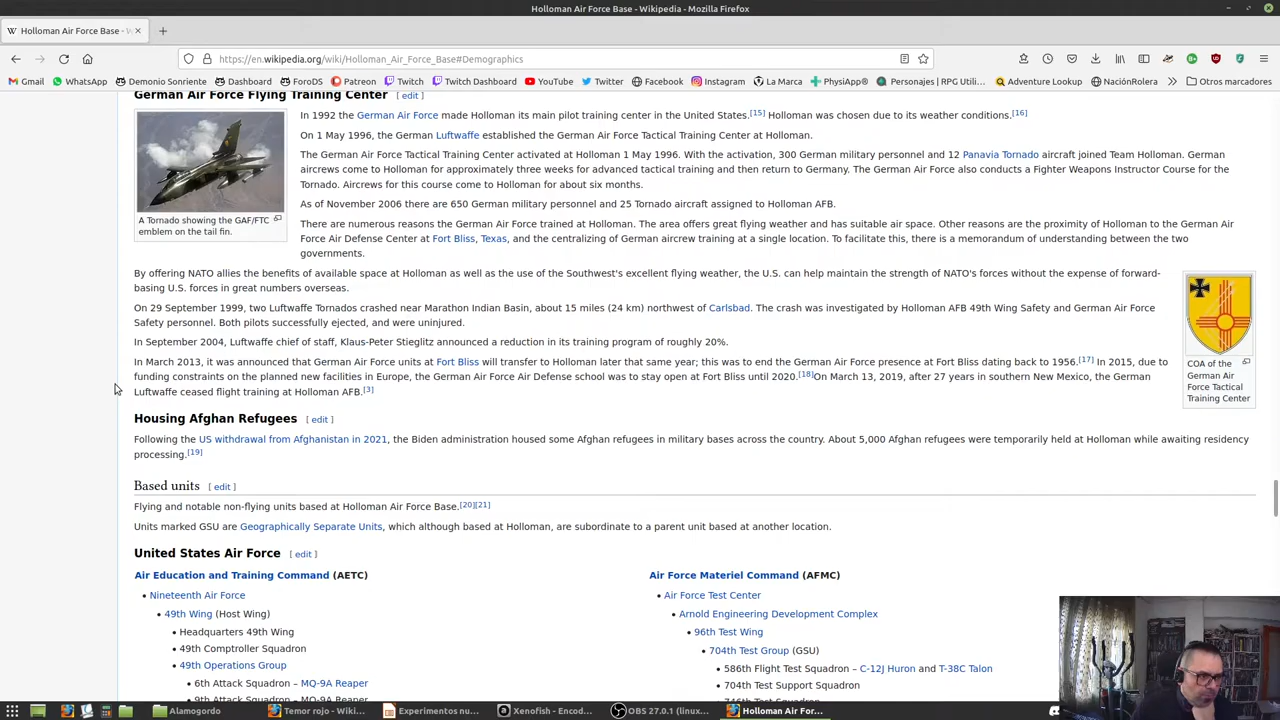 Holloman Air Force Base - Wikipedia - Mozilla Firefox
Holloman Air Force Base - W
https://en.wikipedia.org/wiki/Holloman_Air_Force_Base#Demographics
Gmail WhatsApp Demonio Sonriente Dashboard ForoDS Patreon Twitch Twitch Dashboard YouTube Twitter Facebook Instagram La Marca PhysiApp® Personajes | RPG Utili... Adventure Lookup NaciónRolera Otros marcadores
German Air Force Flying Training Center [ edit ]
In 1992 the German Air Force made Holloman its main pilot training center in the United States.[15] Holloman was chosen due to its weather conditions.[16]
On 1 May 1996, the German Luftwaffe established the German Air Force Tactical Training Center at Holloman.
The German Air Force Tactical Training Center activated at Holloman 1 May 1996. With the activation, 300 German military personnel and 12 Panavia Tornado aircraft joined Team Holloman. German
aircrews come to Holloman for approximately three weeks for advanced tactical training and then return to Germany. The German Air Force also conducts a Fighter Weapons Instructor Course for the
Tornado. Aircrews for this course come to Holloman for about six months.
As of November 2006 there are 650 German military personnel and 25 Tornado aircraft assigned to Holloman AFB.
A Tornado showing the GAF/FTC
emblem on the tail fin.
There are numerous reasons the German Air Force trained at Holloman. The area offers great flying weather and has suitable air space. Other reasons are the proximity of Holloman to the German
Air Force Air Defense Center at Fort Bliss, Texas, and the centralizing of German aircrew training at a single location. To facilitate this, there is a memorandum of understanding between the two
governments.
By offering NATO allies the benefits of available space at Holloman as well as the use of the Southwest's excellent flying weather, the U.S. can help maintain the strength of NATO's forces without the expense of forward-
basing U.S. forces in great numbers overseas.
On 29 September 1999, two Luftwaffe Tornados crashed near Marathon Indian Basin, about 15 miles (24 km) northwest of Carlsbad. The crash was investigated by Holloman AFB 49th Wing Safety and German Air Force
Safety personnel. Both pilots successfully ejected, and were uninjured.
In September 2004, Luftwaffe chief of staff, Klaus-Peter Stieglitz announced a reduction in its training program of roughly 20%.
In March 2013, it was announced that German Air Force units at Fort Bliss will transfer to Holloman later that same year; this was to end the German Air Force presence at Fort Bliss dating back to 1956.[17] In 2015, due to
funding constraints on the planned new facilities in Europe, the German Air Force Air Defense school was to stay open at Fort Bliss until 2020.[18]On March 13, 2019, after 27 years in southern New Mexico, the German
Luftwaffe ceased flight training at Holloman AFB.[3]
COA of the
German Air
Force Tactical
Training Center
Housing Afghan Refugees [ edit ]
Following the US withdrawal from Afghanistan in 2021, the Biden administration housed some Afghan refugees in military bases across the country. About 5,000 Afghan refugees were temporarily held at Holloman while awaiting residency
processing.[19]
Based units [ edit ]
Flying and notable non-flying units based at Holloman Air Force Base.[20][21]
Units marked GSU are Geographically Separate Units, which although based at Holloman, are subordinate to a parent unit based at another location.
United States Air Force [ edit ]
Air Education and Training Command (AETC)
• Nineteenth Air Force
• 49th Wing (Host Wing)
• Headquarters 49th Wing
• 49th Comptroller Squadron
• 49th Operations Group
• 6th Attack Squadron – MQ-9A Reaper
• 9th Attack Squadron – MQ-9A Reaper
Air Force Materiel Command (AFMC)
• Air Force Test Center
• Arnold Engineering Development Complex
• 96th Test Wing
• 704th Test Group (GSU)
• 586th Flight Test Squadron – C-12J Huron and T-38C Talon
• 704th Test Support Squadron
Alamogordo Temor rojo - Wiki... Experimentos nu... Xenofish - Encod... OBS 27.0.1 (linux... Holloman Air For...